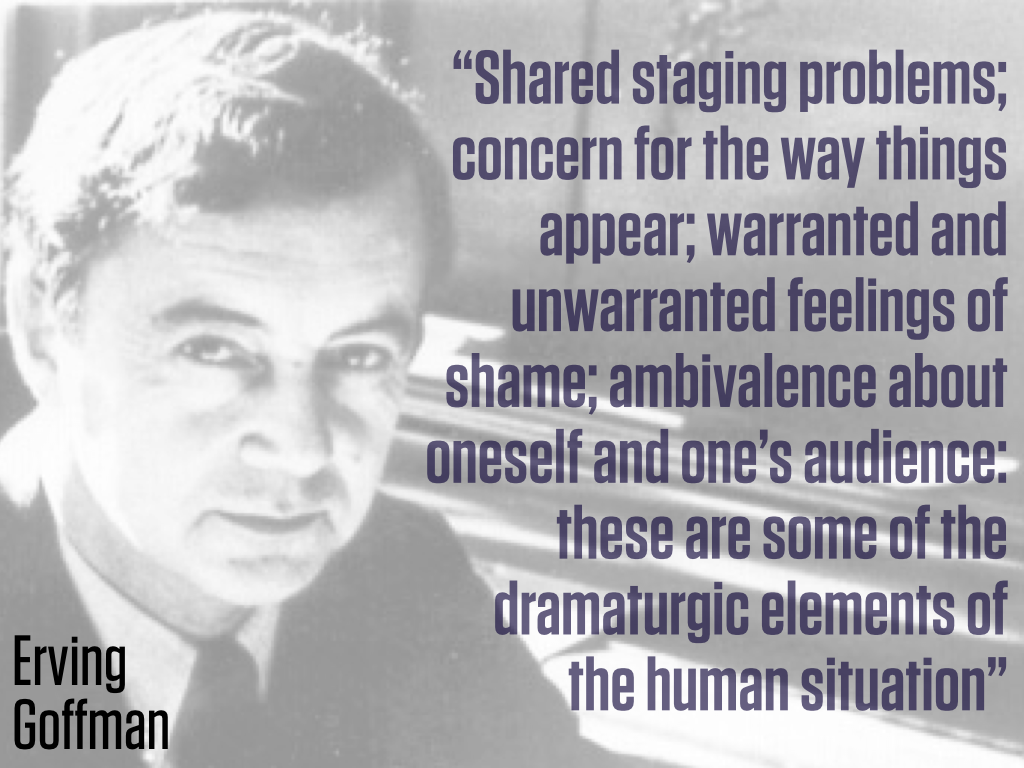 “Shared staging problems;
concern for the way things
appear; warranted and
unwarranted feelings of
shame; ambivalence about
oneself and one’s audience:
these are some of the
dramaturgic elements of
the human situation”
Erving
Goffman